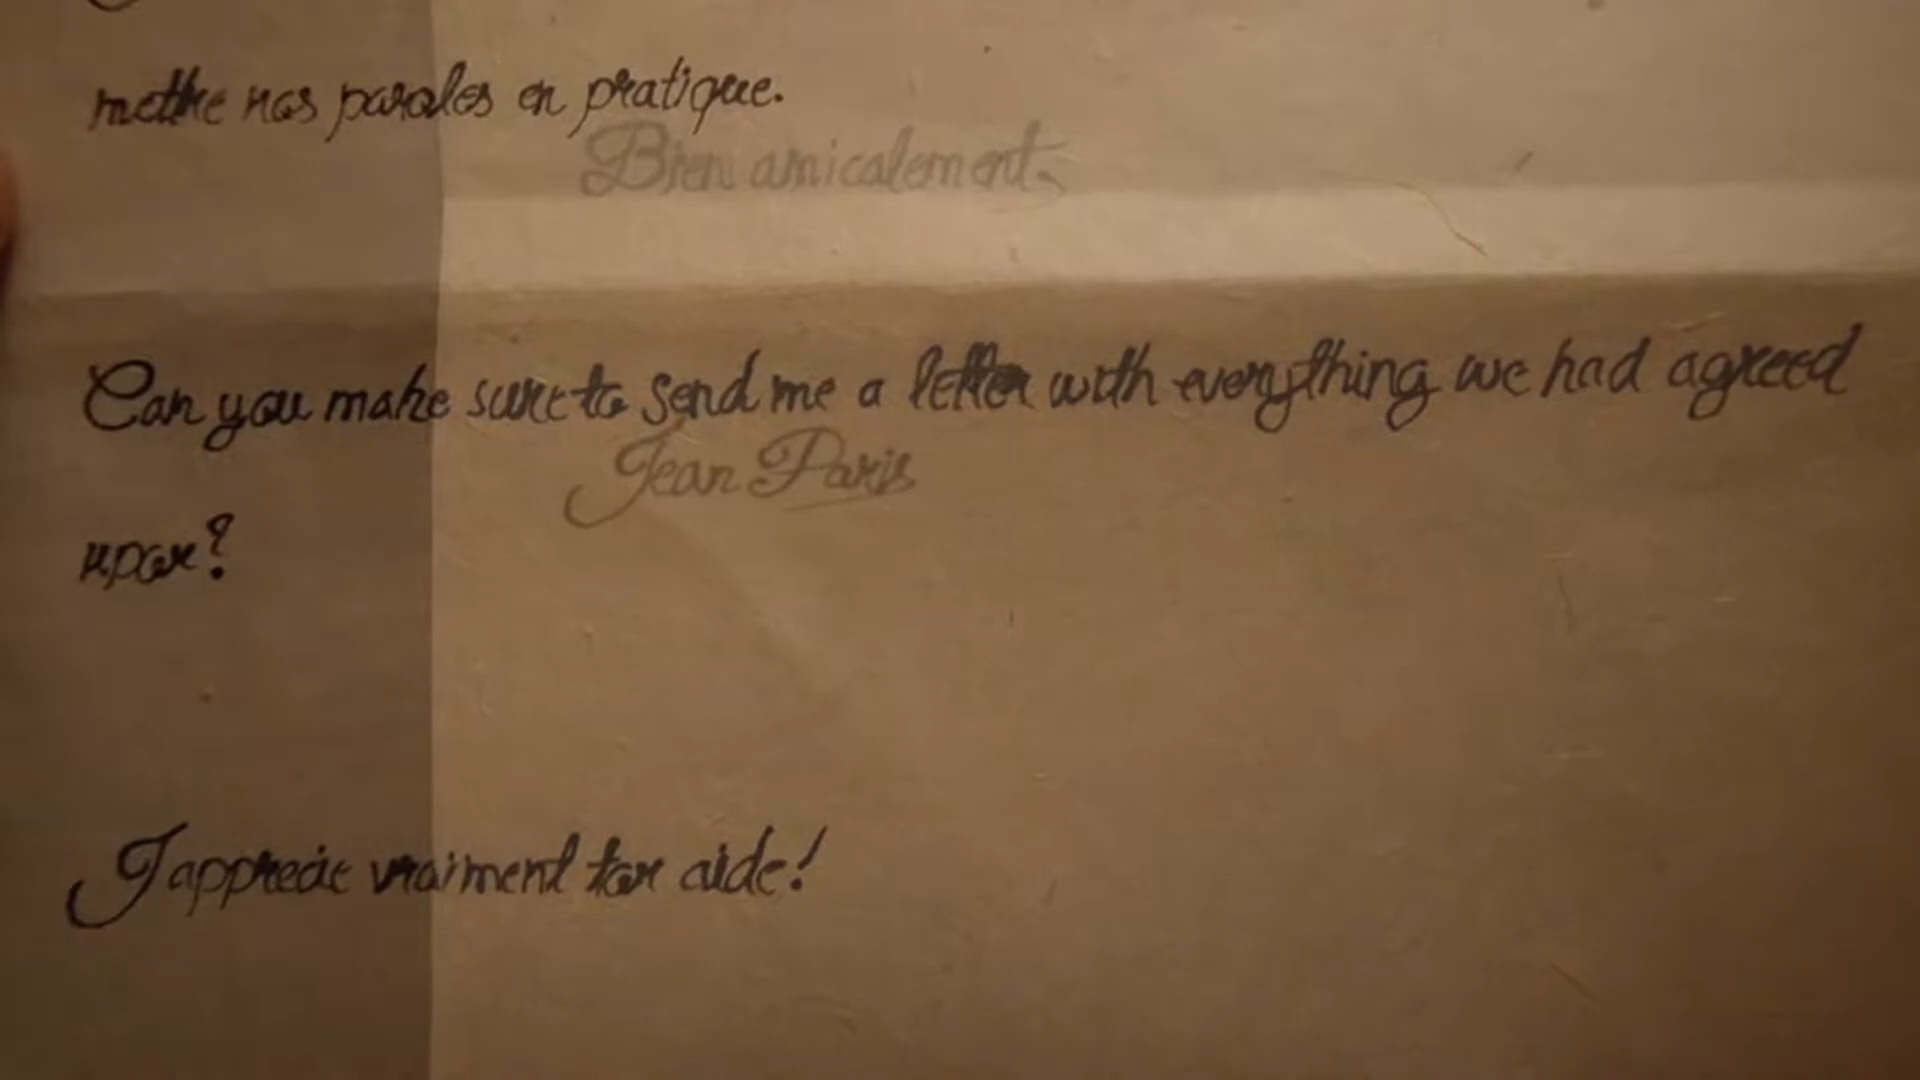 mettre nos paroles en pratique.
Bien amicalement,
Can you make sure to send me a letter with everything we had agreed
upon?
Jean Paris
J'apprecie vraiment ton aide!